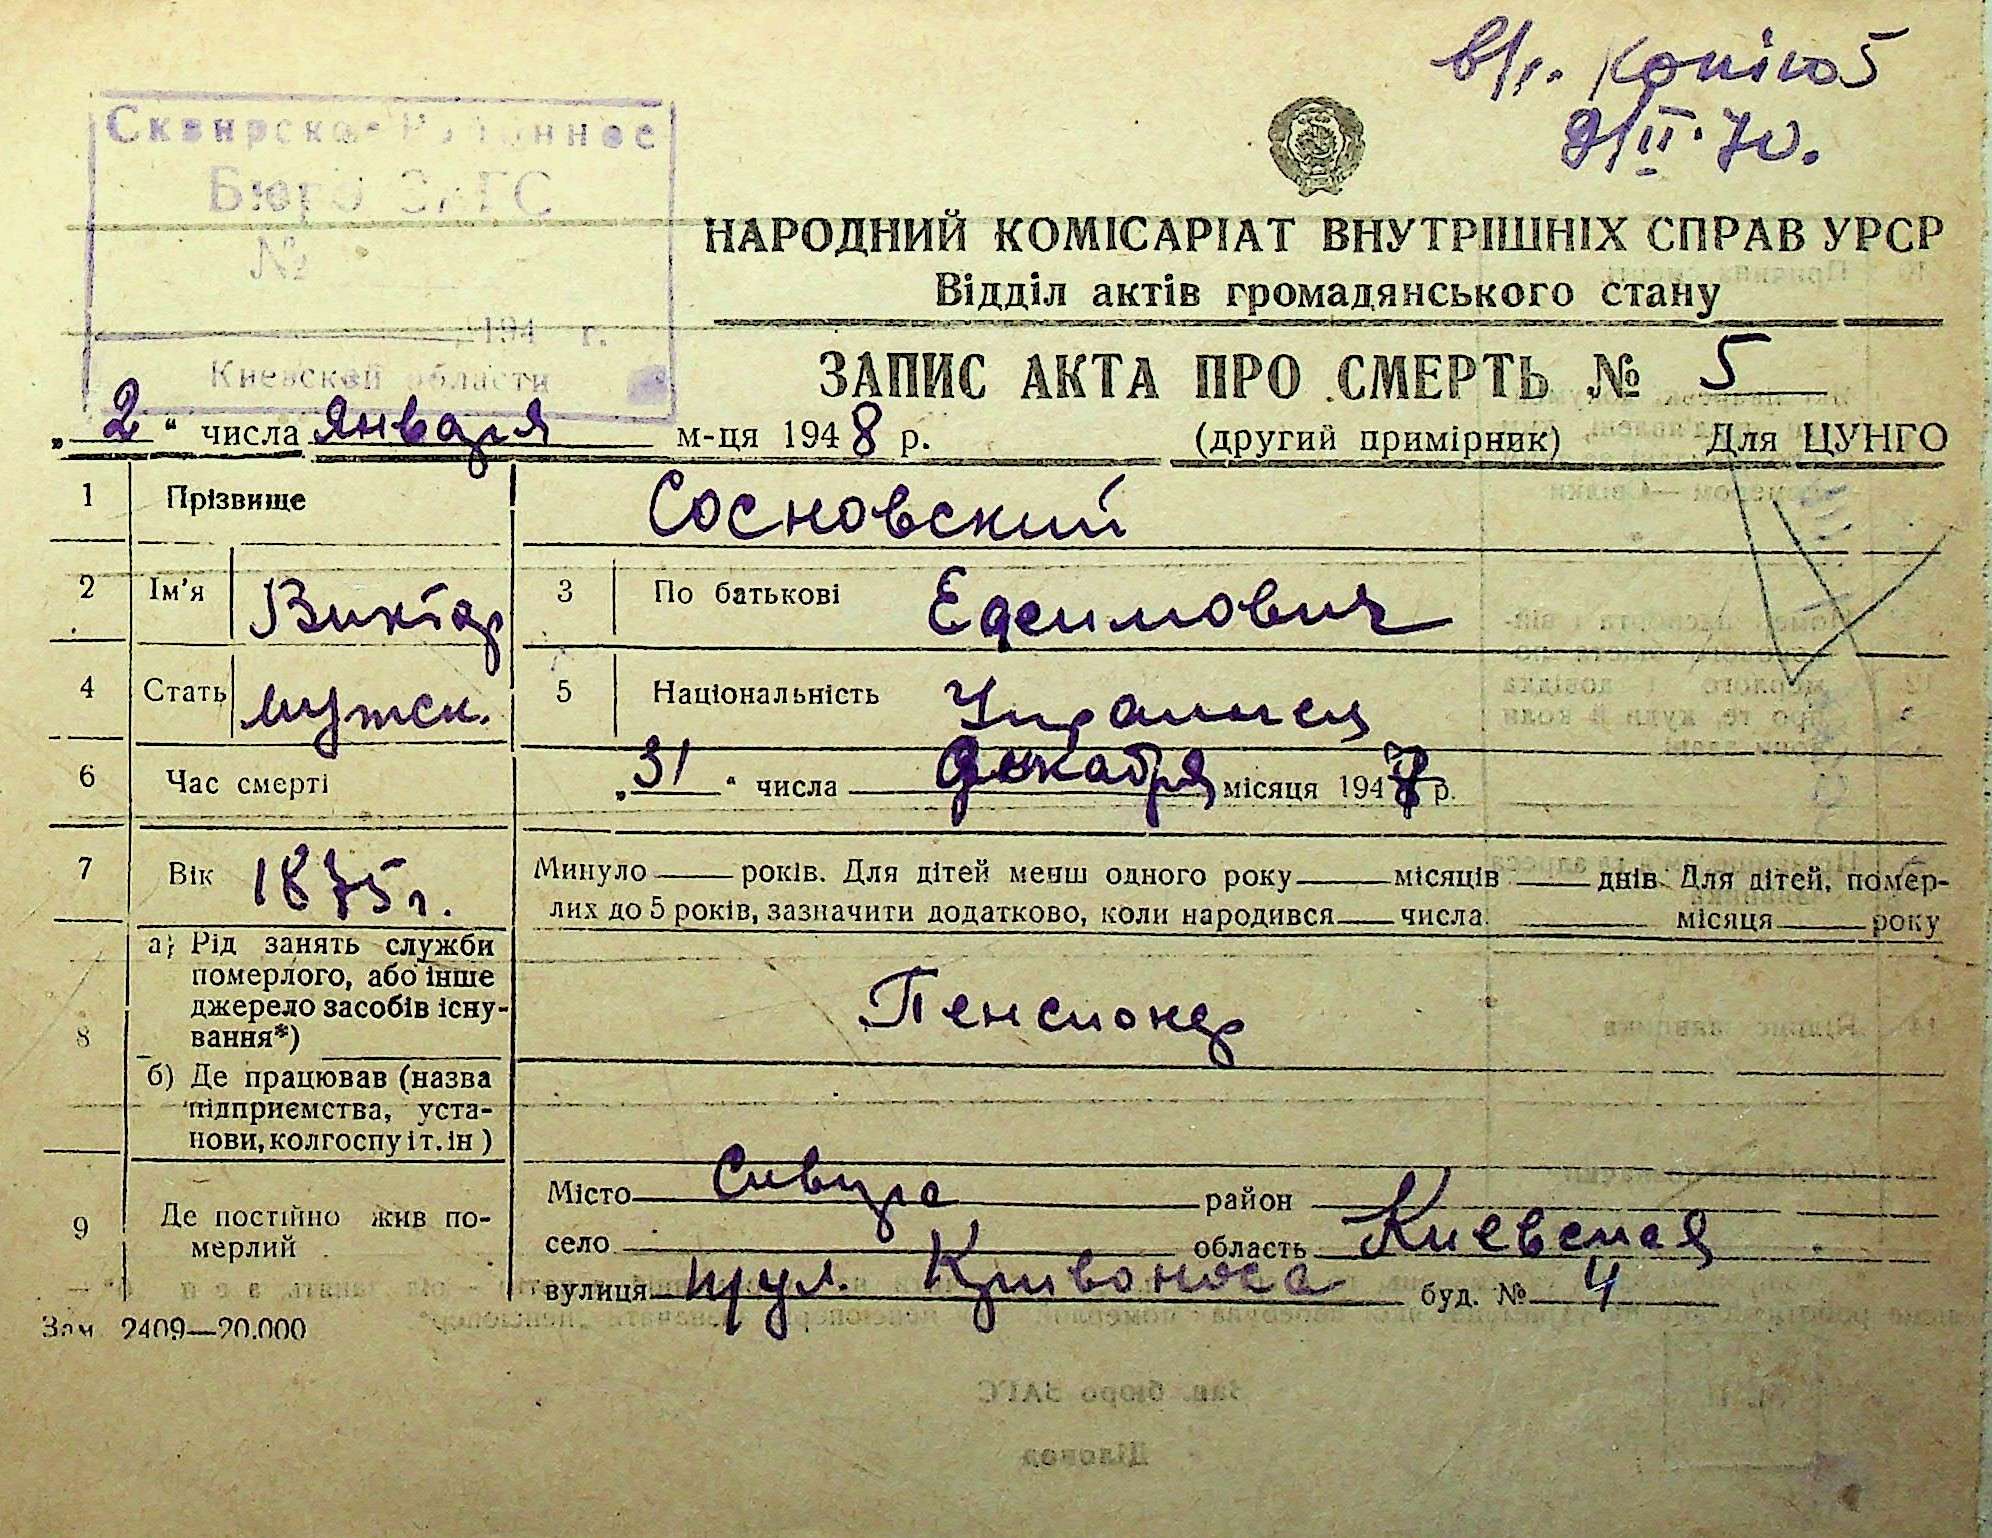 в/г. копію 5
9/II.70.
Сквирское Районное
Бюро ЗАГС
№
194 г.
Киевской области
НАРОДНИЙ КОМІСАРІАТ ВНУТРІШНІХ СПРАВ УРСР
Відділ актів громадянського стану
ЗАПИС АКТА ПРО СМЕРТЬ № 5
„ 2 " числа января м-ця 1948 р. (другий примірник) Для ЦУНГО
1 Прізвище Сосновский
2 Ім'я Виктор 3 По батькові Ефимович
4 Стать мужск. 5 Національність Украинец
6 Час смерті „ 31 " числа декабря місяця 1947 р.
7 Вік 1875 г. Минуло років. Для дітей менш одного року місяців днів. Для дітей, помер-
лих до 5 років, зазначити додатково, коли народився числа місяця року
8 а) Рід занять служби
померлого, або інше
джерело засобів існу-
вання*) Пенсионер
б) Де працював (назва
підприємства, уста-
нови, колгоспу і т. ін)
9 Де постійно жив по-
мерлий
Місто Сквира район
село область Киевская
вулиця Кривоноса буд. № 4
Зам. 2409—20.000